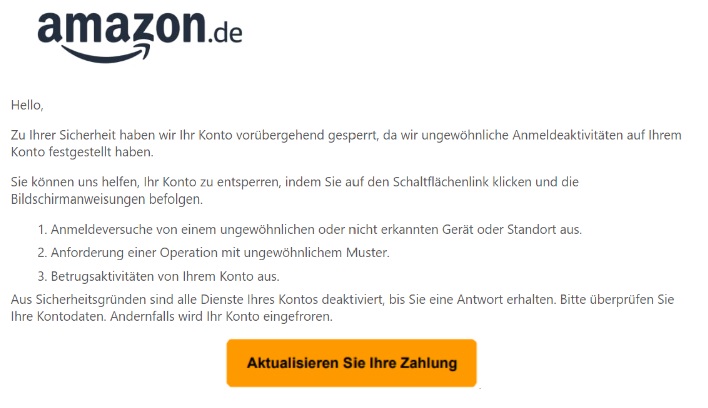 amazon.de
Hello,
Zu Ihrer Sicherheit haben wir Ihr Konto vorübergehend gesperrt, da wir ungewöhnliche Anmeldeaktivitäten auf Ihrem
Konto festgestellt haben.
Sie können uns helfen, Ihr Konto zu entsperren, indem Sie auf den Schaltflächenlink klicken und die
Bildschirmanweisungen befolgen.
1. Anmeldeversuche von einem ungewöhnlichen oder nicht erkannten Gerät oder Standort aus.
2. Anforderung einer Operation mit ungewöhnlichem Muster.
3. Betrugsaktivitäten von Ihrem Konto aus.
Aus Sicherheitsgründen sind alle Dienste Ihres Kontos deaktiviert, bis Sie eine Antwort erhalten. Bitte überprüfen Sie
Ihre Kontodaten. Andernfalls wird Ihr Konto eingefroren.
Aktualisieren Sie Ihre Zahlung